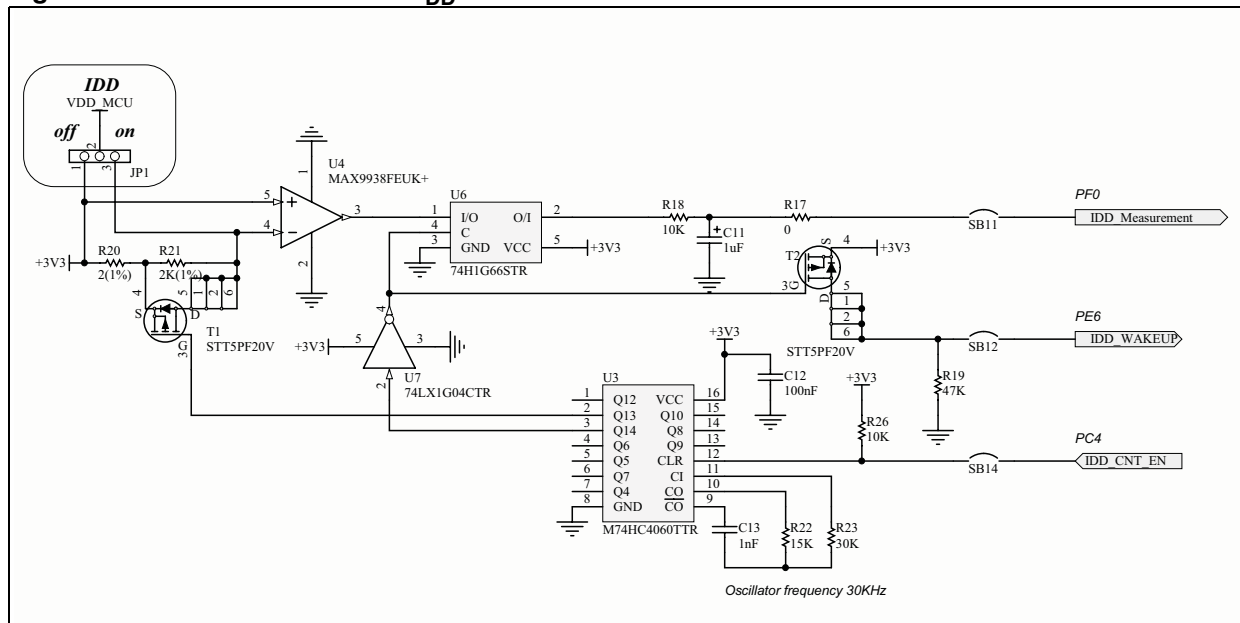 DD
IDD
VDD_MCU
off
on
2
1
3
JP1
U4
MAX9938FEUK+
1
5
4
3
2
U6
1
4
3
I/O
C
GND
O/I
VCC
2
5
+3V3
74H1G66STR
R18
10K
C11
1uF
R17
0
SB11
PF0
IDD_Measurement
+3V3
R20
2(1%)
R21
2K(1%)
4
S
5
1
2
6
D
3
G
T1
STT5PF20V
T2
S
4
+3V3
3
G
D
5
1
2
6
STT5PF20V
SB12
PE6
IDD_WAKEUP
R19
47K
4
+3V3
5
3
2
U7
74LX1G04CTR
+3V3
C12
100nF
U3
1
2
3
4
5
6
7
8
Q12
Q13
Q14
Q6
Q5
Q7
Q4
GND
VCC
Q10
Q8
Q9
CLR
CI
CO
CO
16
15
14
13
12
11
10
9
M74HC4060TTR
+3V3
R26
10K
SB14
PC4
IDD_CNT_EN
C13
1nF
R22
15K
R23
30K
Oscillator frequency 30KHz